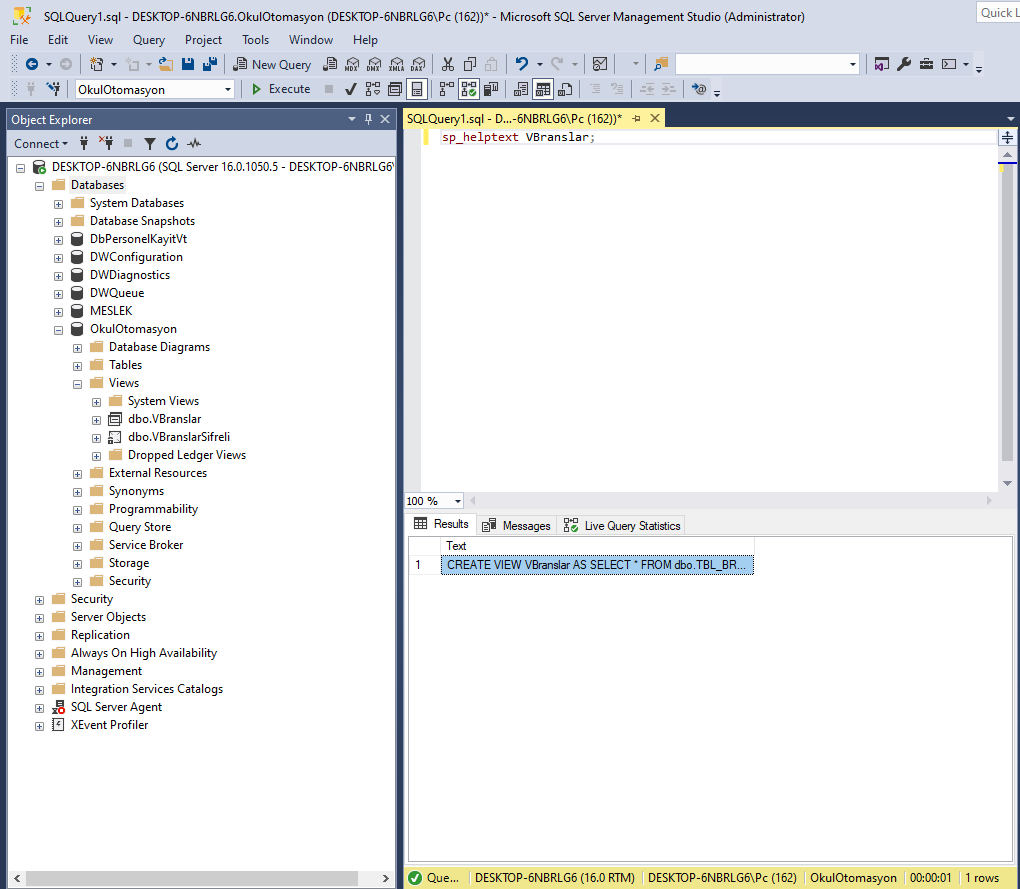 SQLQuery1.sql - DESKTOP-6NBRLG6.OkulOtomasyon (DESKTOP-6NBRLG6\Pc (162))* - Microsoft SQL Server Management Studio (Administrator)
Quick L
File Edit View Query Project Tools Window Help
New Query MDX DMX XMLA DAX
OkulOtomasyon Execute
Object Explorer
SQLQuery1.sql - D...-6NBRLG6\Pc (162))*
Connect
sp_helptext VBranslar;
DESKTOP-6NBRLG6 (SQL Server 16.0.1050.5 - DESKTOP-6NBRLG6\
Databases
System Databases
Database Snapshots
DbPersonelKayitVt
DWConfiguration
DWDiagnostics
DWQueue
MESLEK
OkulOtomasyon
Database Diagrams
Tables
Views
System Views
dbo.VBranslar
dbo.VBranslarSifreli
Dropped Ledger Views
External Resources
Synonyms
Programmability
Query Store
Service Broker
Storage
Security
Security
Server Objects
Replication
Always On High Availability
Management
Integration Services Catalogs
SQL Server Agent
XEvent Profiler
100 %
Results Messages Live Query Statistics
Text
1 CREATE VIEW VBranslar AS SELECT * FROM dbo.TBL_BR...
Que... DESKTOP-6NBRLG6 (16.0 RTM) DESKTOP-6NBRLG6\Pc (162) OkulOtomasyon 00:00:01 1 rows